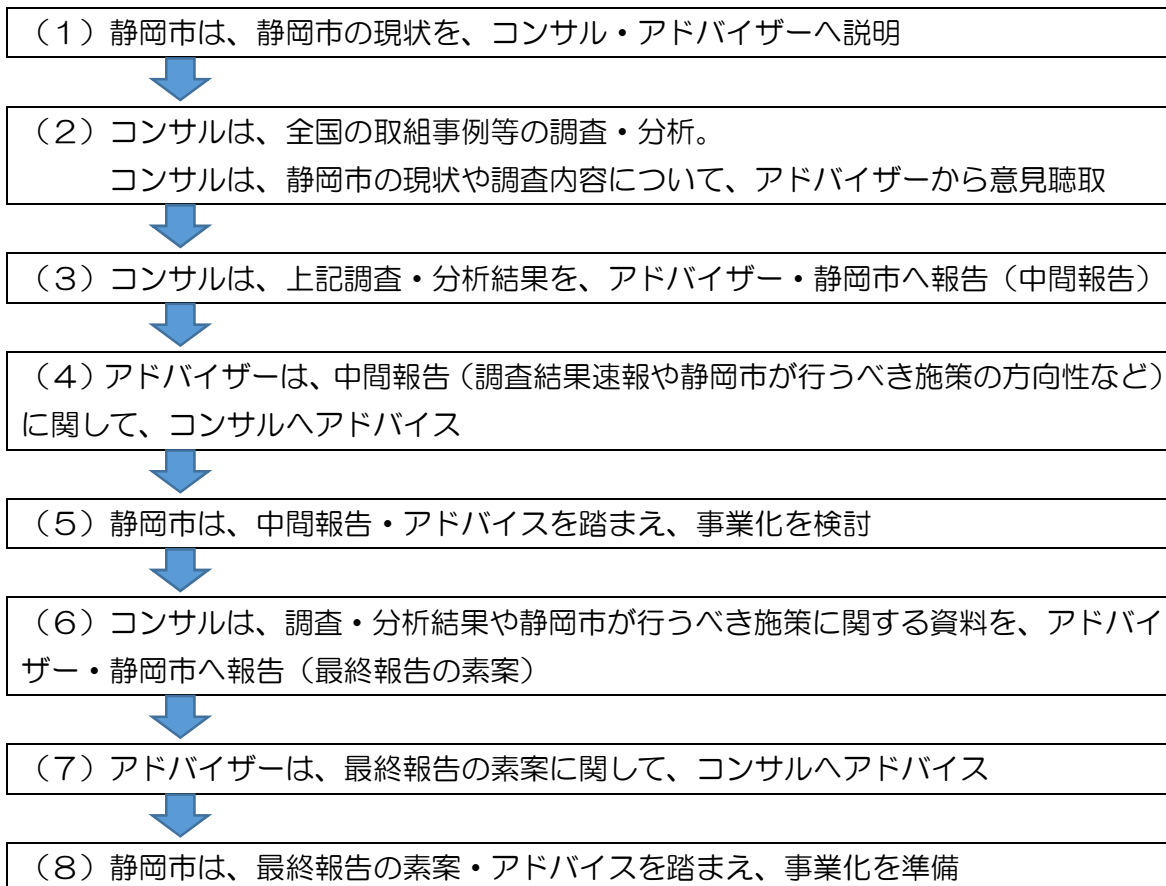 （１）静岡市は、静岡市の現状を、コンサル・アドバイザーへ説明
（２）コンサルは、全国の取組事例等の調査・分析。
コンサルは、静岡市の現状や調査内容について、アドバイザーから意見聴取
（３）コンサルは、上記調査・分析結果を、アドバイザー・静岡市へ報告（中間報告）
（４）アドバイザーは、中間報告（調査結果速報や静岡市が行うべき施策の方向性など）
に関して、コンサルへアドバイス
（５）静岡市は、中間報告・アドバイスを踏まえ、事業化を検討
（６）コンサルは、調査・分析結果や静岡市が行うべき施策に関する資料を、アドバイ
ザー・静岡市へ報告（最終報告の素案）
（７）アドバイザーは、最終報告の素案に関して、コンサルへアドバイス
（８）静岡市は、最終報告の素案・アドバイスを踏まえ、事業化を準備